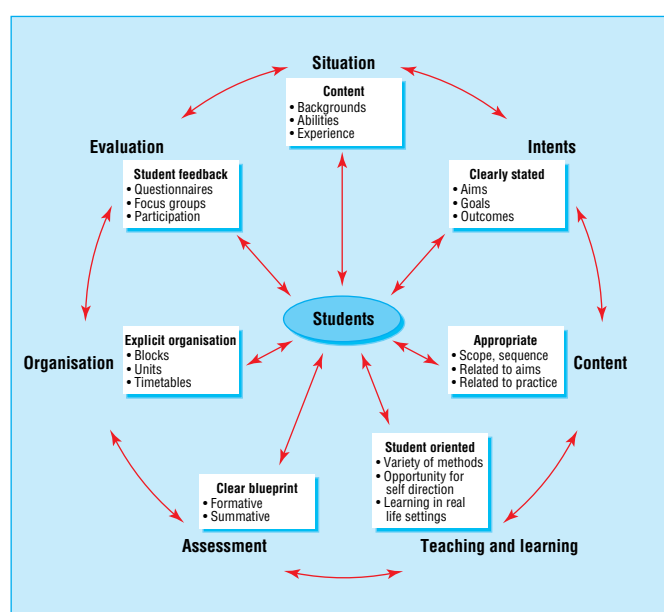 Situation
Content
• Backgrounds
• Abilities
• Experience
Evaluation
Student feedback
• Questionnaires
• Focus groups
• Participation
Intents
Clearly stated
• Aims
• Goals
• Outcomes
Students
Organisation
Explicit organisation
• Blocks
• Units
• Timetables
Appropriate
• Scope, sequence
• Related to aims
• Related to practice
Content
Clear blueprint
• Formative
• Summative
Assessment
Student oriented
• Variety of methods
• Opportunity for
self direction
• Learning in real
life settings
Teaching and learning